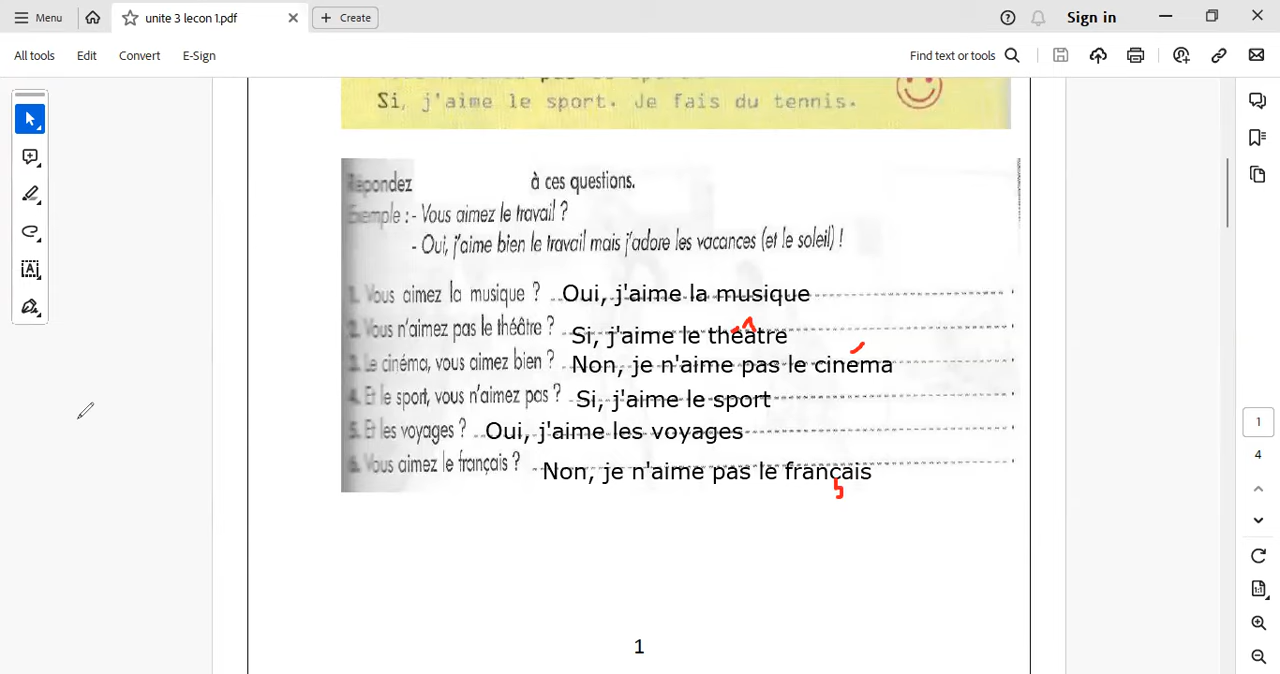 Menu
unite 3 lecon 1.pdf
Create
Sign in
All tools
Edit
Convert
E-Sign
Find text or tools
Si, j'aime le sport. Je fais du tennis.
Répondez à ces questions.
Exemple : - Vous aimez le travail ?
- Oui, j'aime bien le travail mais j'adore les vacances (et le soleil) !
1. Vous aimez la musique ? Oui, j'aime la musique
2. Vous n'aimez pas le théâtre ? Si, j'aime le théâtre
3. Le cinéma, vous aimez bien ? Non, je n'aime pas le cinéma
4. Et le sport, vous n'aimez pas ? Si, j'aime le sport
5. Et les voyages ? Oui, j'aime les voyages
6. Vous aimez le français ? Non, je n'aime pas le français
1
1
4